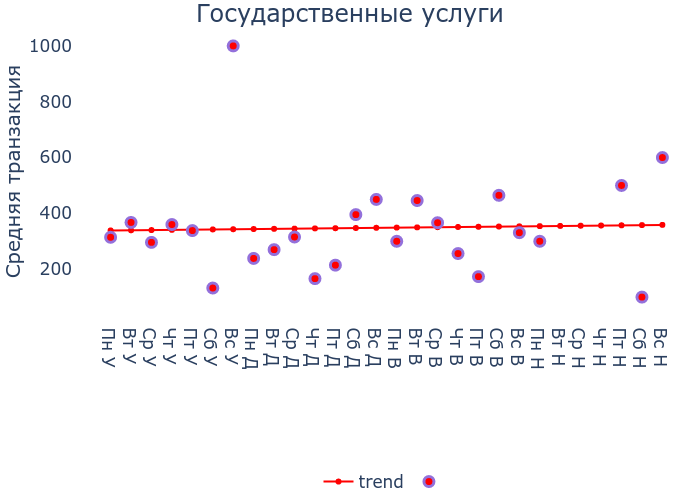 Государственные услуги
Средняя транзакция
1000
800
600
400
200
Пн У
Вт У
Ср У
Чт У
Пт У
Сб У
Вс У
Пн Д
Вт Д
Ср Д
Чт Д
Пт Д
Сб Д
Вс Д
Пн В
Вт В
Ср В
Чт В
Пт В
Сб В
Вс В
Пн Н
Вт Н
Ср Н
Чт Н
Пт Н
Сб Н
Вс Н
trend